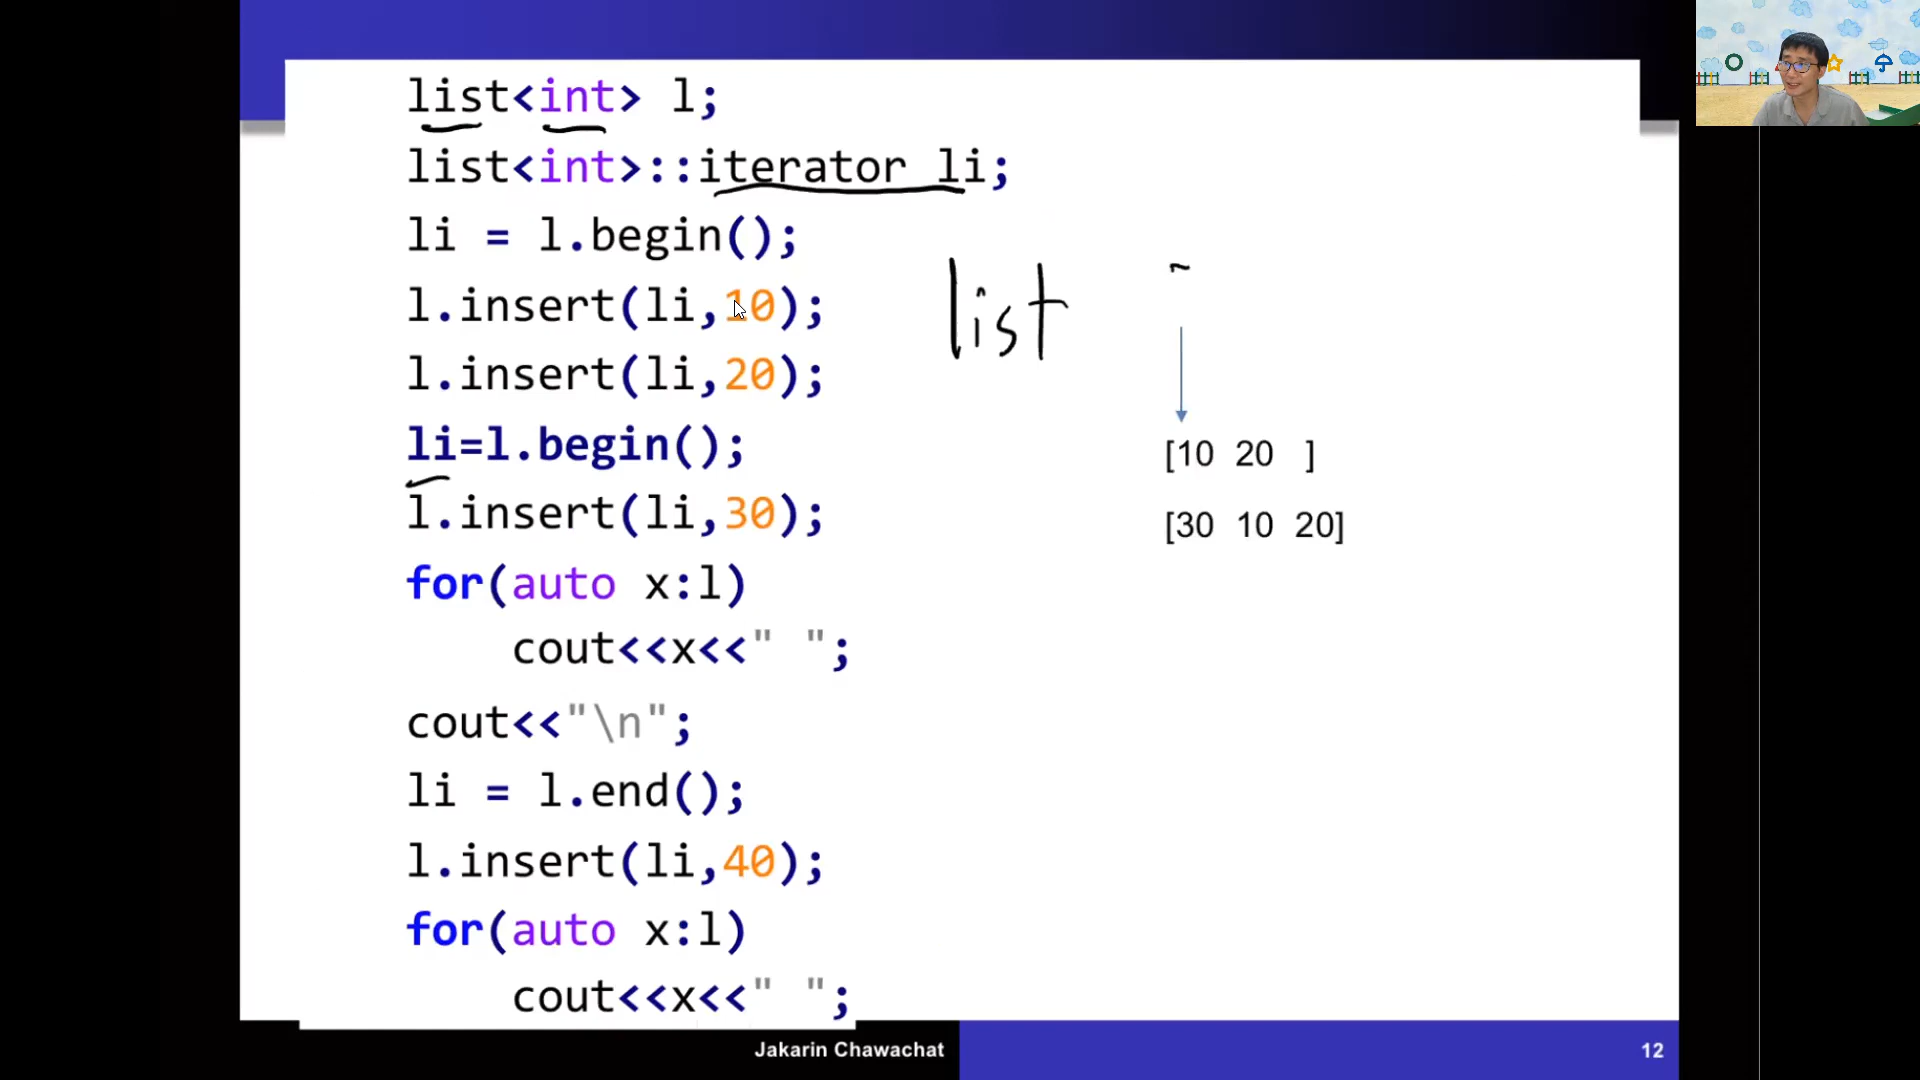 list<int> l;
list<int>::iterator li;
li = l.begin();
l.insert(li,10);
list
l.insert(li,20);
li=l.begin();
[10 20 ]
l.insert(li,30);
[30 10 20]
for(auto x:l)
cout<<x<<" ";
cout<<"\n";
li = l.end();
l.insert(li,40);
for(auto x:l)
cout<<x<<" ";
Jakarin Chawachat
12